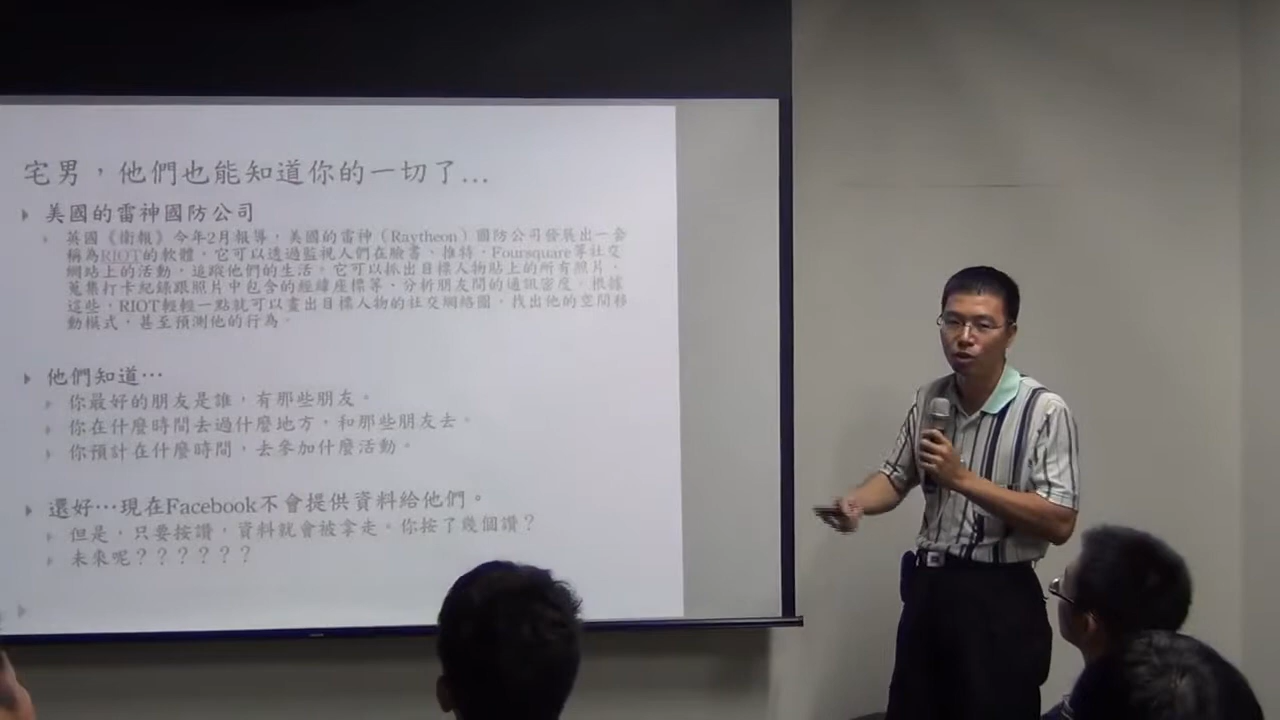 宅男，他們也能知道你的一切了...
美國的雷神國防公司
英國《衛報》今年2月報導，美國的雷神（Raytheon）國防公司發展出一套
稱為RIOT的軟體，它可以透過監視人們在臉書、推特、Foursquare等社交
網站上的活動，追蹤他們的生活。它可以抓出目標人物貼上的所有照片，
蒐集打卡紀錄跟照片中包含的經緯座標等、分析朋友間的通訊密度。根據
這些，RIOT輕輕一點就可以畫出目標人物的社交網絡圈，找出他的空間移
動模式，甚至預測他的行為。
他們知道…
你最好的朋友是誰，有那些朋友。
你在什麼時間去過什麼地方，和那些朋友去。
你預計在什麼時間，去參加什麼活動。
還好…現在Facebook不會提供資料給他們。
但是，只要按讚，資料就會被拿走。你按了幾個讚？
未來呢？？？？？？